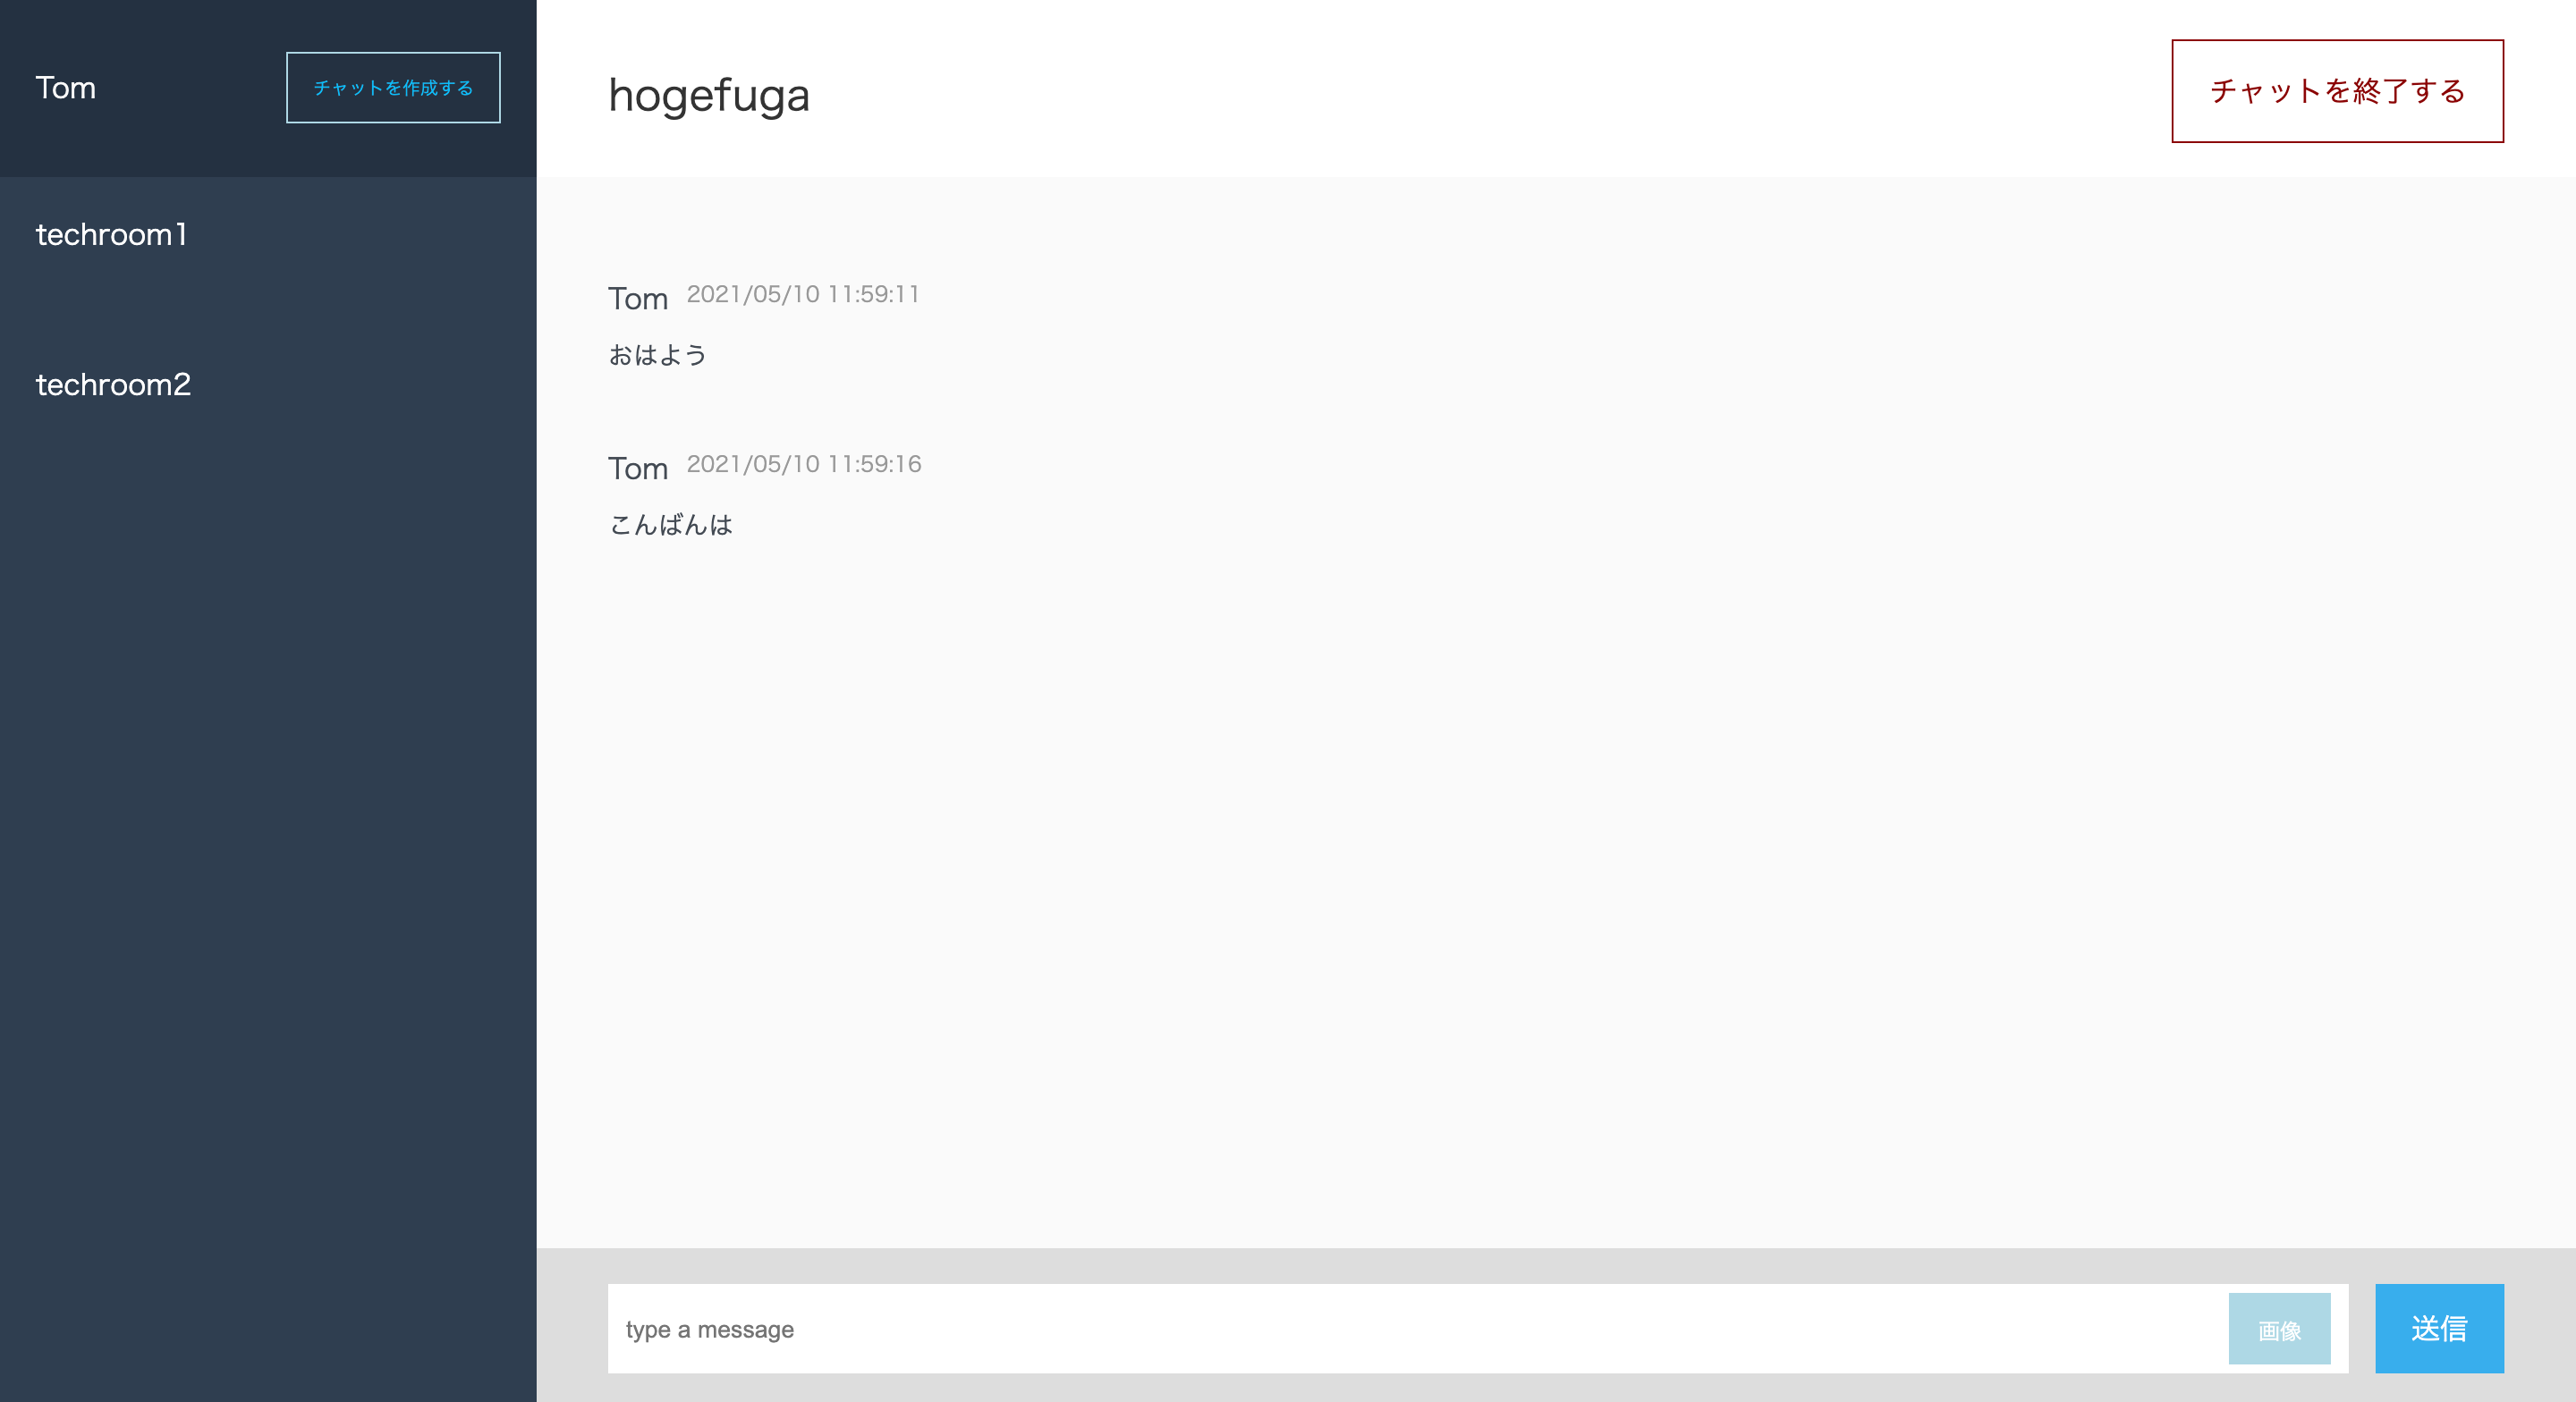 Tom
チャットを作成する
techroom1
techroom2
hogefuga
チャットを終了する
Tom 2021/05/10 11:59:11
おはよう
Tom 2021/05/10 11:59:16
こんばんは
type a message
画像
送信